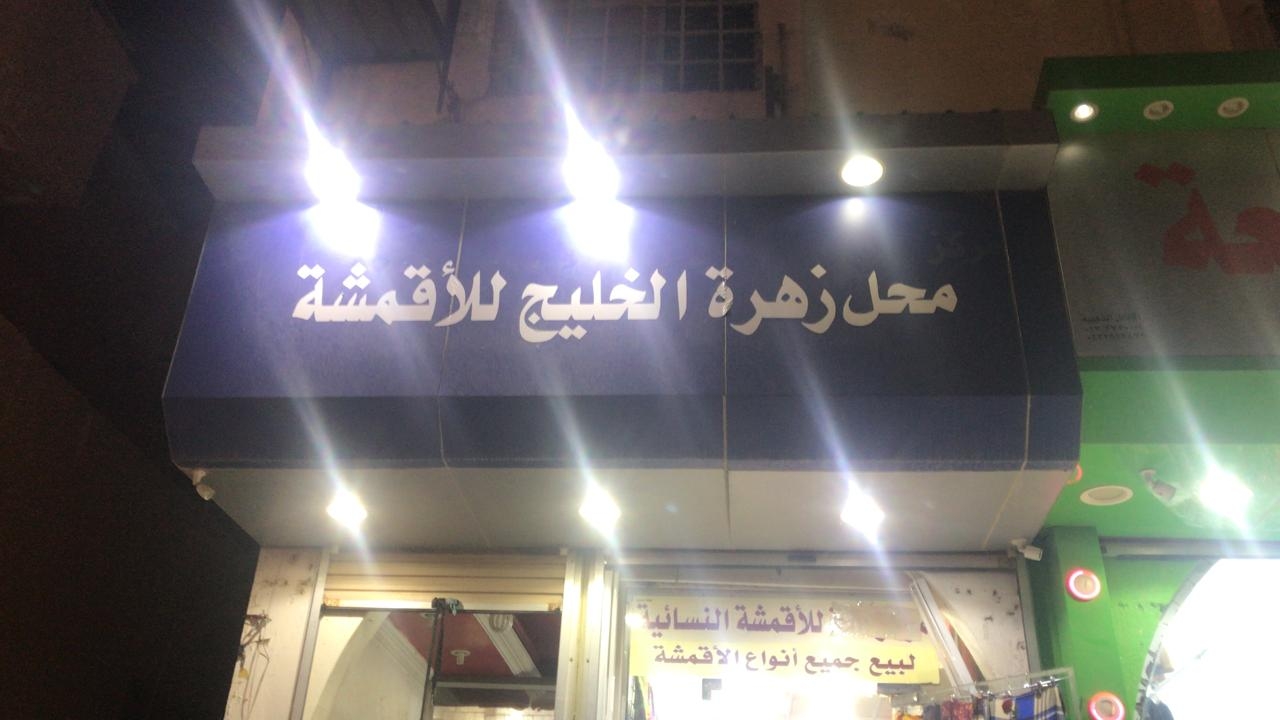 محل زهرة الخليج للأقمشة
للأقمشة النسائية
لبيع جميع أنواع الأقمشة